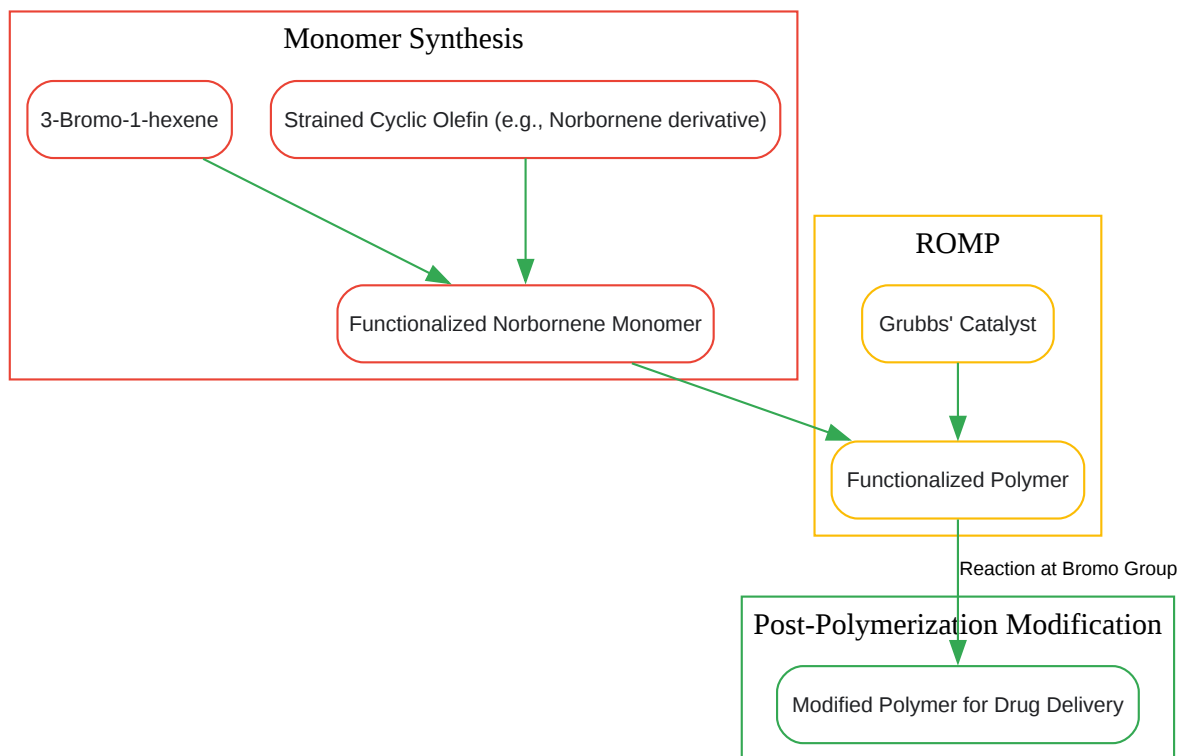 Monomer Synthesis
3-Bromo-1-hexene
Strained Cyclic Olefin (e.g., Norbornene derivative)
Functionalized Norbornene Monomer
ROMP
Grubbs' Catalyst
Functionalized Polymer
Reaction at Bromo Group
Post-Polymerization Modification
Modified Polymer for Drug Delivery